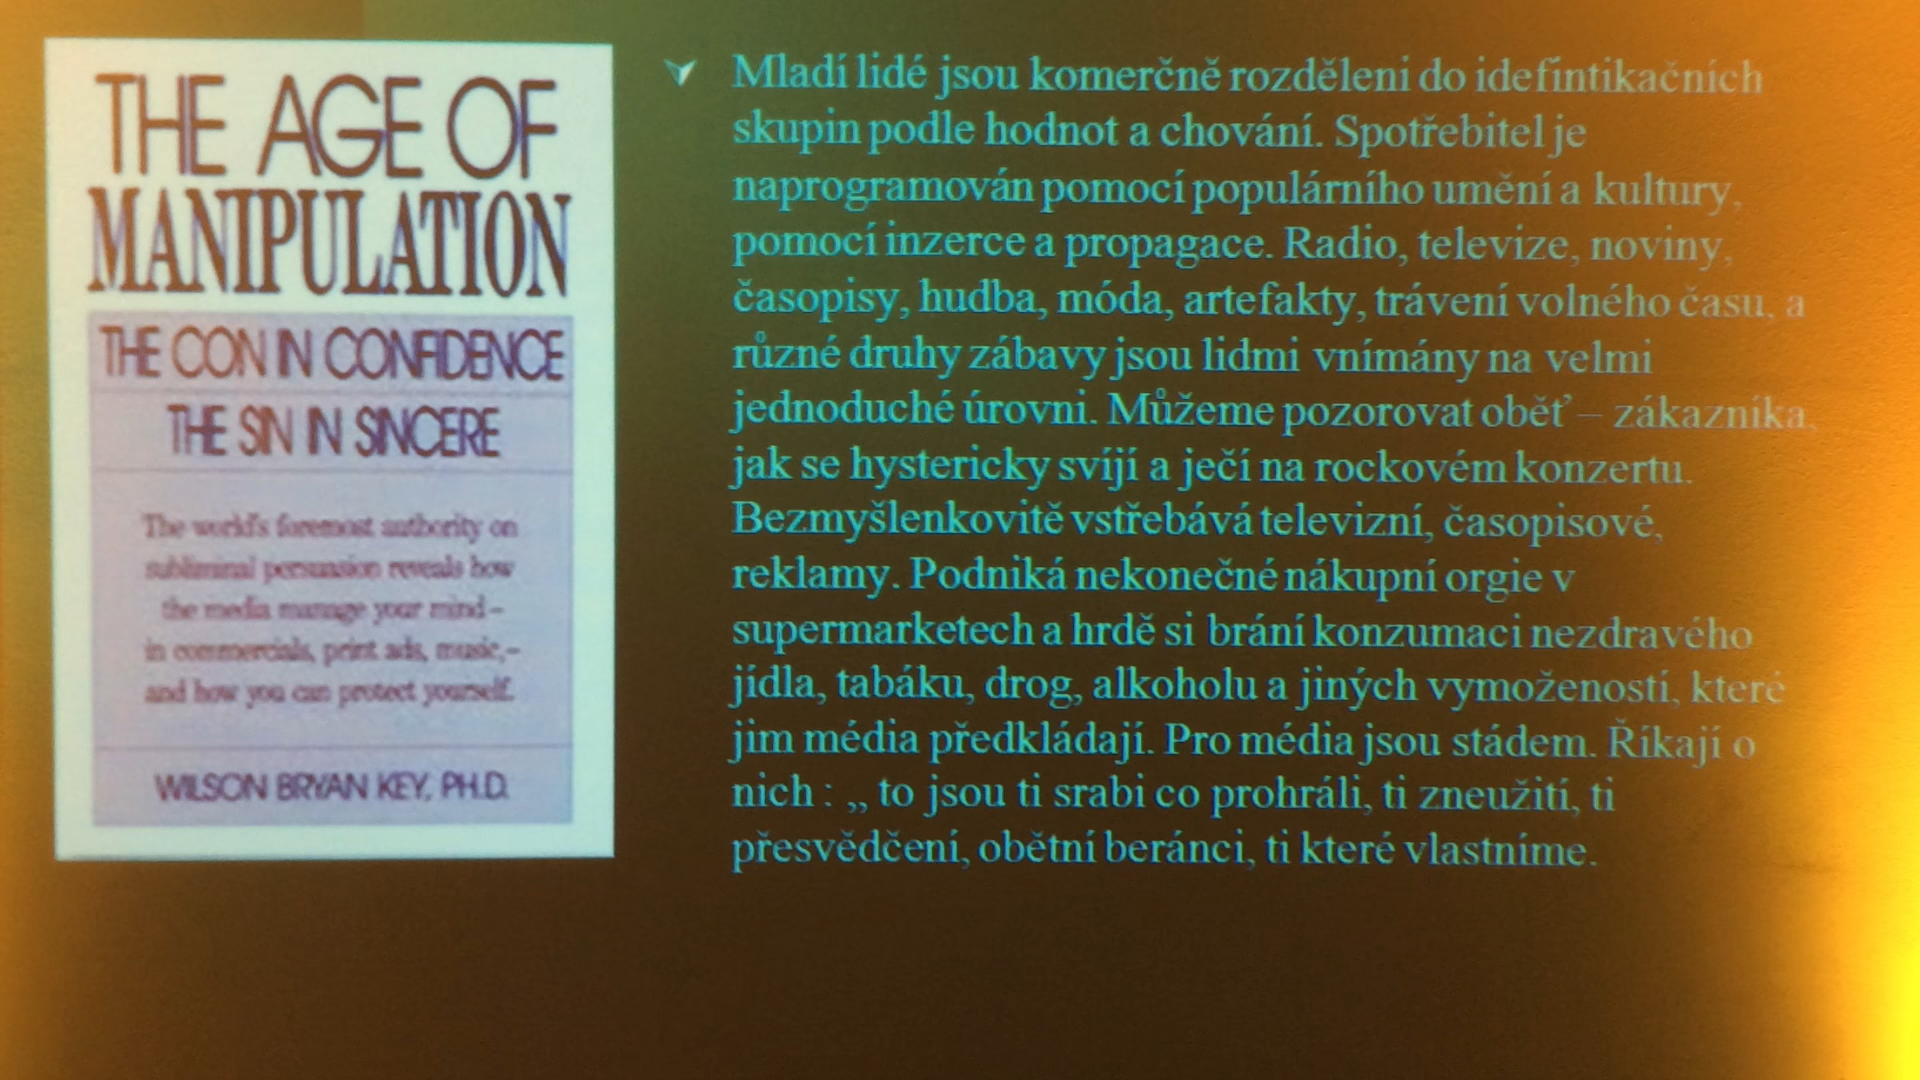 THE AGE OF
MANIPULATION
THE CON IN CONFIDENCE
THE SIN IN SINCERE
The world's foremost authority on
subliminal persuasion reveals how
the media manage your mind–
in commercials, print ads, music,–
and how you can protect yourself.
WILSON BRYAN KEY, PH.D.
Mladí lidé jsou komerčně rozděleni do idefintikačních
skupin podle hodnot a chování. Spotřebitel je
naprogramován pomocí populárního umění a kultury,
pomocí inzerce a propagace. Radio, televize, noviny,
časopisy, hudba, móda, artefakty, trávení volného času, a
různé druhy zábavy jsou lidmi vnímány na velmi
jednoduché úrovni. Můžeme pozorovat oběť – zákazníka,
jak se hystericky svíjí a ječí na rockovém konzertu.
Bezmyšlenkovitě vstřebává televizní, časopisové,
reklamy. Podniká nekonečné nákupní orgie v
supermarketech a hrdě si brání konzumaci nezdravého
jídla, tabáku, drog, alkoholu a jiných vymožeností, které
jim média předkládají. Pro média jsou stádem. Říkají o
nich : „ to jsou ti srabi co prohráli, ti zneužití, ti
přesvědčení, obětní beránci, ti které vlastníme.